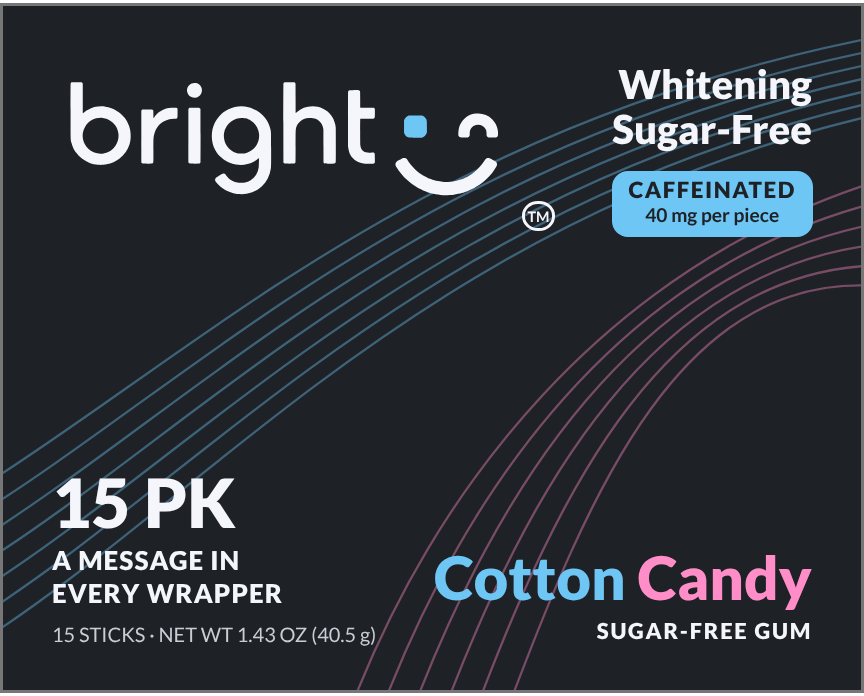 bright
TM
Whitening
Sugar-Free
CAFFEINATED
40 mg per piece
15 PK
A MESSAGE IN
EVERY WRAPPER
15 STICKS · NET WT 1.43 OZ (40.5 g)
Cotton Candy
SUGAR-FREE GUM